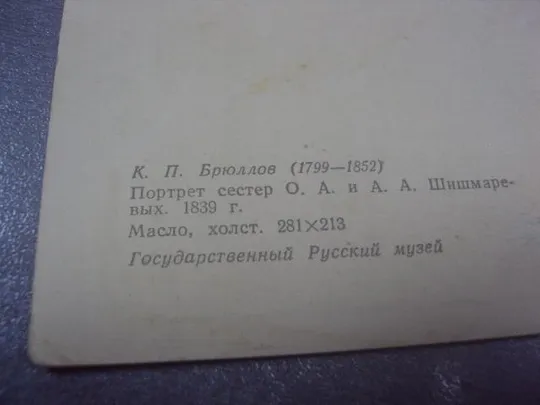 К. П. Брюллов (1799—1852)
Портрет сестер О. А. и А. А. Шишмаре-
вых. 1839 г.
Масло, холст. 281×213
Государственный Русский музей